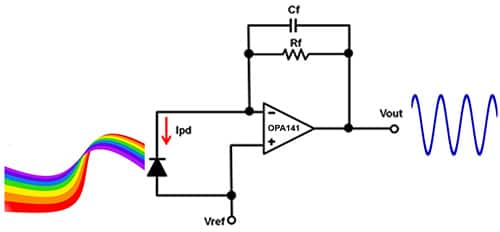 Cf
Rf
Ipd
−
OPA141
+
Vout
Vref